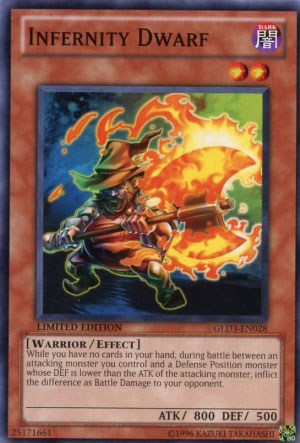 INFERNITY DWARF
DARK
闇
LIMITED EDITION
GLD3-EN028
[WARRIOR / EFFECT]
While you have no cards in your hand, during battle between an
attacking monster you control and a Defense Position monster
whose DEF is lower than the ATK of the attacking monster, inflict
the difference as Battle Damage to your opponent.
ATK/ 800 DEF/ 500
25171661
©1996 KAZUKI TAKAHASHI